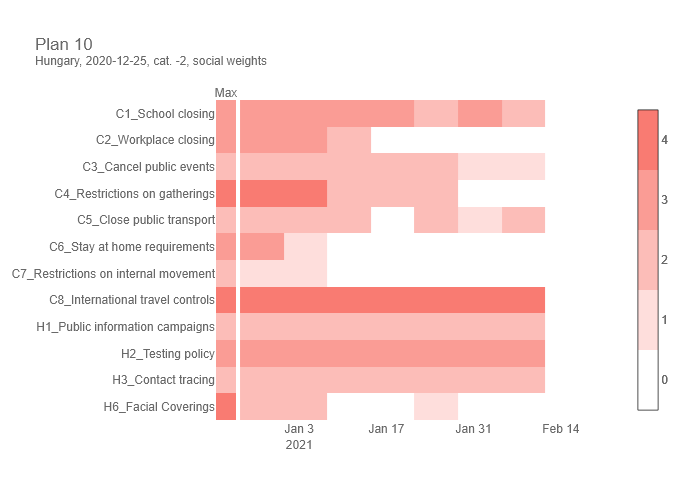 Plan 10
Hungary, 2020-12-25, cat. -2, social weights
Max
C1_School closing
C2_Workplace closing
C3_Cancel public events
C4_Restrictions on gatherings
C5_Close public transport
C6_Stay at home requirements
C7_Restrictions on internal movement
C8_International travel controls
H1_Public information campaigns
H2_Testing policy
H3_Contact tracing
H6_Facial Coverings
Jan 3
2021
Jan 17
Jan 31
Feb 14
4
3
2
1
0